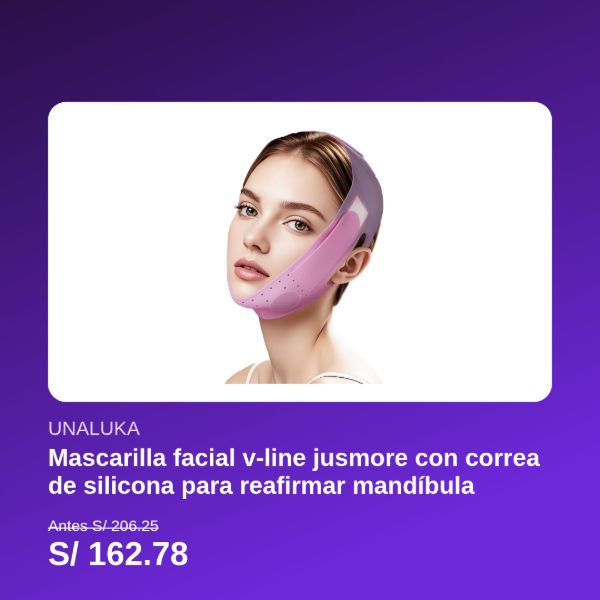 UNALUKA
Mascarilla facial v-line jusmore con correa
de silicona para reafirmar mandíbula
Antes S/ 206.25
S/ 162.78